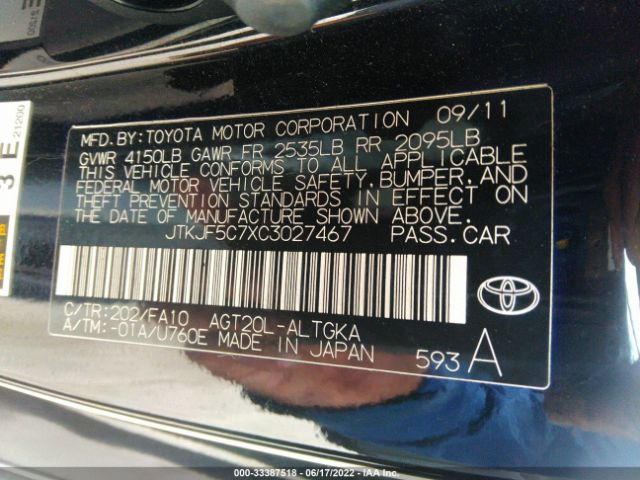 3 E
21200
MFD. BY: TOYOTA MOTOR CORPORATION 09/11
GVWR 4150LB GAWR FR 2535LB RR 2095LB
THIS VEHICLE CONFORMS TO ALL APPLICABLE
FEDERAL MOTOR VEHICLE SAFETY, BUMPER, AND
THEFT PREVENTION STANDARDS IN EFFECT ON
THE DATE OF MANUFACTURE SHOWN ABOVE.
JTKJF5C7XC3027467 PASS. CAR
C/TR: 202/FA10 AGT20L-ALTGKA
A/TM: -01A/U760E MADE IN JAPAN 593 A
000-33387518 - 06/17/2022 - IAA Inc.